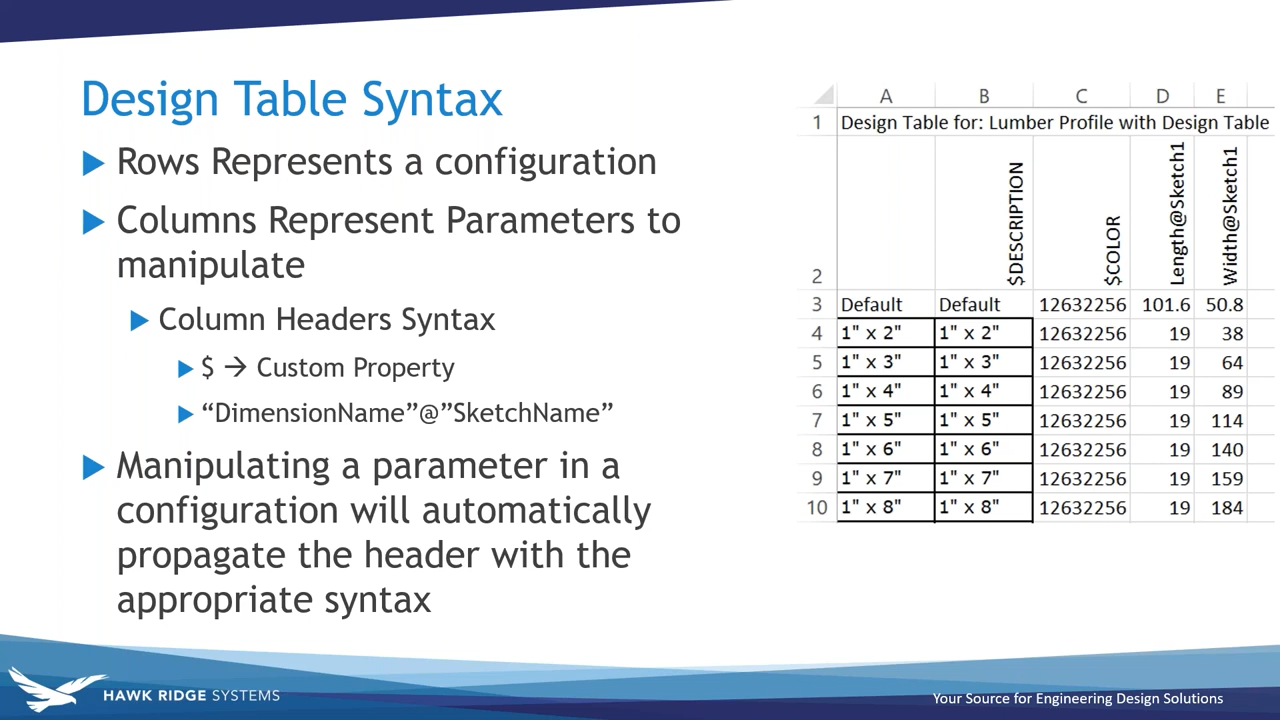 Design Table Syntax
Rows Represents a configuration
Columns Represent Parameters to
manipulate
Column Headers Syntax
$ → Custom Property
“DimensionName”@”SketchName”
Manipulating a parameter in a
configuration will automatically
propagate the header with the
appropriate syntax
A B C D E
1 Design Table for: Lumber Profile with Design Table
2 $DESCRIPTION $COLOR Length@Sketch1 Width@Sketch1
3 Default Default 12632256 101.6 50.8
4 1" x 2" 1" x 2" 12632256 19 38
5 1" x 3" 1" x 3" 12632256 19 64
6 1" x 4" 1" x 4" 12632256 19 89
7 1" x 5" 1" x 5" 12632256 19 114
8 1" x 6" 1" x 6" 12632256 19 140
9 1" x 7" 1" x 7" 12632256 19 159
10 1" x 8" 1" x 8" 12632256 19 184
HAWK RIDGE SYSTEMS
Your Source for Engineering Design Solutions